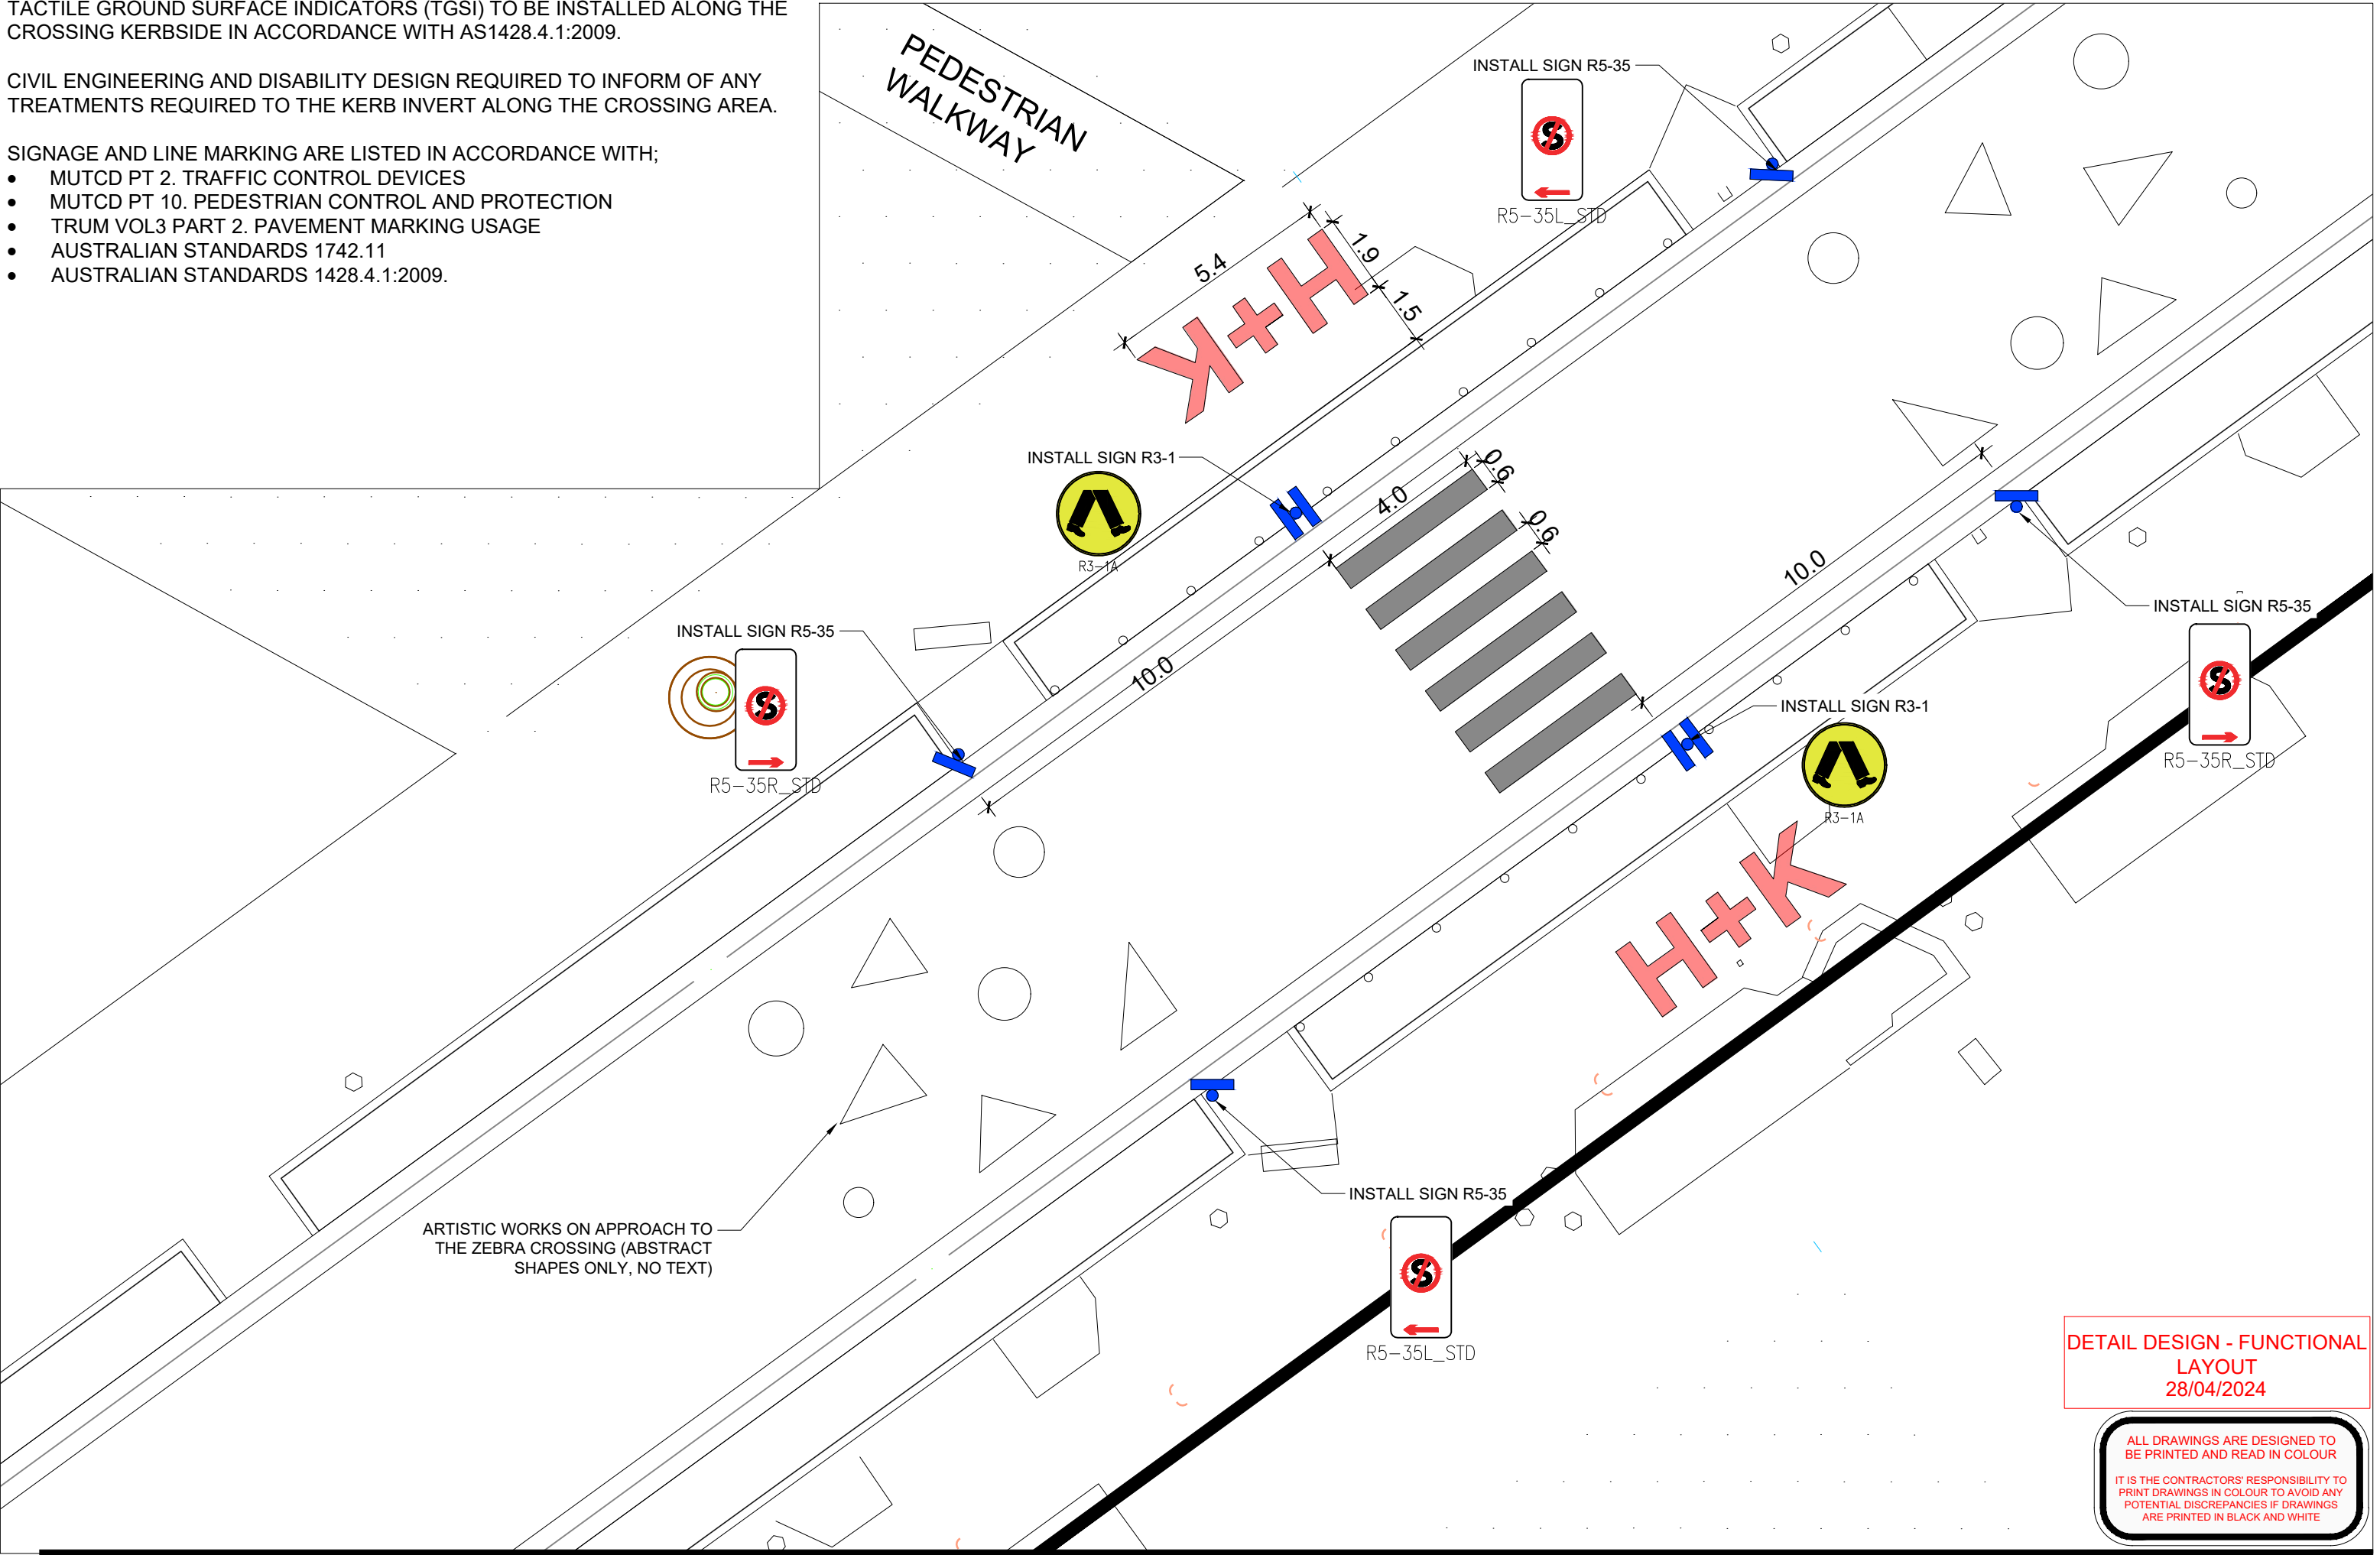 TACTILE GROUND SURFACE INDICATORS (TGSI) TO BE INSTALLED ALONG THE
CROSSING KERBSIDE IN ACCORDANCE WITH AS1428.4.1:2009.
CIVIL ENGINEERING AND DISABILITY DESIGN REQUIRED TO INFORM OF ANY
TREATMENTS REQUIRED TO THE KERB INVERT ALONG THE CROSSING AREA.
SIGNAGE AND LINE MARKING ARE LISTED IN ACCORDANCE WITH;
• MUTCD PT 2. TRAFFIC CONTROL DEVICES
• MUTCD PT 10. PEDESTRIAN CONTROL AND PROTECTION
• TRUM VOL3 PART 2. PAVEMENT MARKING USAGE
• AUSTRALIAN STANDARDS 1742.11
• AUSTRALIAN STANDARDS 1428.4.1:2009.
PEDESTRIAN
WALKWAY
INSTALL SIGN R5-35
S
R5-35L_STD
5.4
1.9
1.5
H+K
INSTALL SIGN R3-1
R3-1A
4.0
0.6
0.6
10.0
INSTALL SIGN R5-35
S
R5-35R_STD
10.0
INSTALL SIGN R5-35
S
R5-35R_STD
INSTALL SIGN R3-1
R3-1A
H+K
INSTALL SIGN R5-35
S
R5-35L_STD
ARTISTIC WORKS ON APPROACH TO
THE ZEBRA CROSSING (ABSTRACT
SHAPES ONLY, NO TEXT)
DETAIL DESIGN - FUNCTIONAL
LAYOUT
28/04/2024
ALL DRAWINGS ARE DESIGNED TO
BE PRINTED AND READ IN COLOUR
IT IS THE CONTRACTORS' RESPONSIBILITY TO
PRINT DRAWINGS IN COLOUR TO AVOID ANY
POTENTIAL DISCREPANCIES IF DRAWINGS
ARE PRINTED IN BLACK AND WHITE